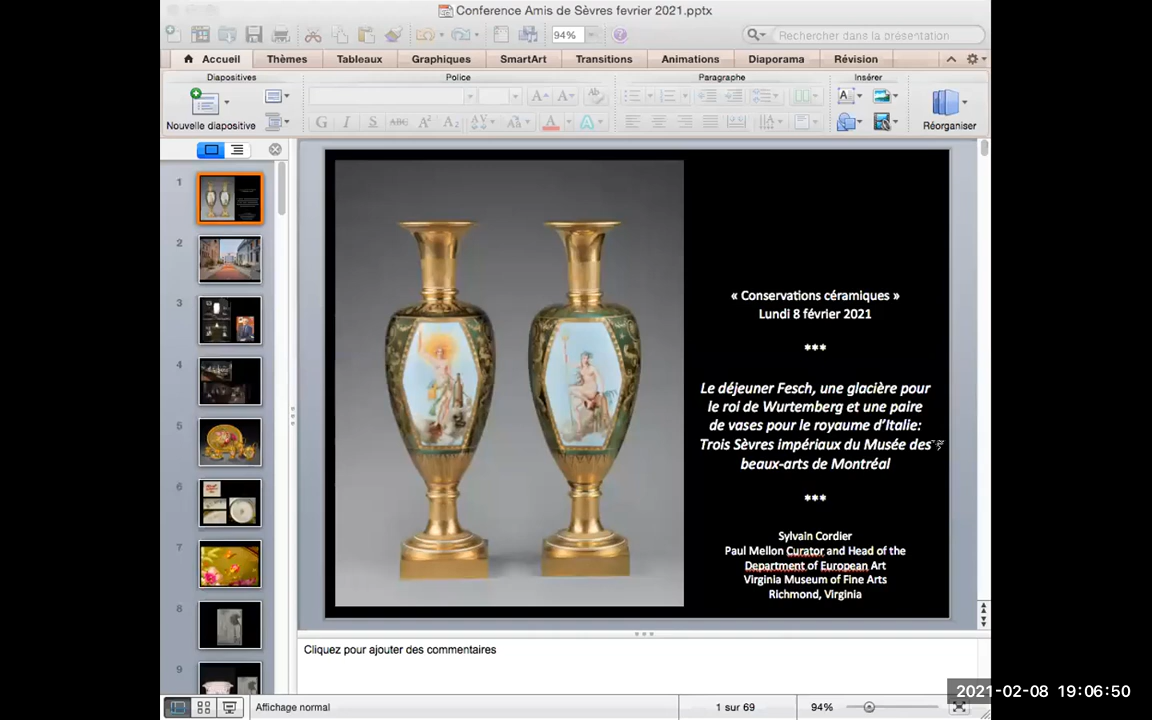 Conference Amis de Sèvres fevrier 2021.pptx
94%
Rechercher dans la présentation
Accueil
Thèmes
Tableaux
Graphiques
SmartArt
Transitions
Animations
Diaporama
Révision
Diapositives
Police
Paragraphe
Insérer
Nouvelle diapositive
Réorganiser
G I S ABC A² A₂
1
2
3
4
5
6
7
8
9
« Conservations céramiques »
Lundi 8 février 2021
***
Le déjeuner Fesch, une glacière pour
le roi de Wurtemberg et une paire
de vases pour le royaume d'Italie:
Trois Sèvres impériaux du Musée des
beaux-arts de Montréal
***
Sylvain Cordier
Paul Mellon Curator and Head of the
Department of European Art
Virginia Museum of Fine Arts
Richmond, Virginia
Cliquez pour ajouter des commentaires
2021-02-08 19:06:50
Affichage normal
1 sur 69
94%